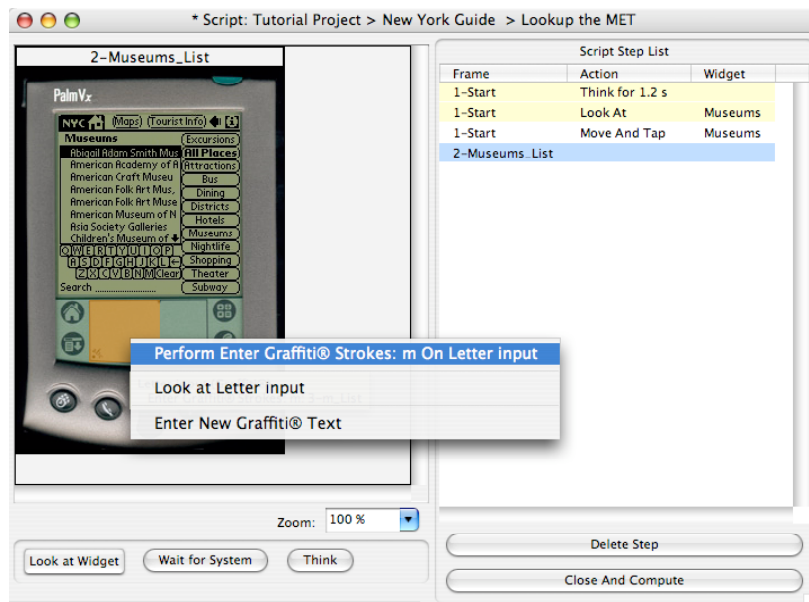 * Script: Tutorial Project > New York Guide > Lookup the MET
2-Museums_List
PalmVx
NYC (Maps) (Tourist Info)
Museums
Excursions
Abigail Adam Smith Mus
All Places
American Academy of A
Attractions
American Craft Museu
Bus
American Folk Art Mus,
Dining
American Folk Art Muse
Districts
American Museum of N
Hotels
Asia Society Galleries
Museums
Children's Museum of
Nightlife
QWERTYUIOP
ASDFGHJKL
Shopping
ZXCVBNM Clear
Theater
Search
Subway
Perform Enter Graffiti® Strokes: m On Letter input
Look at Letter input
Enter New Graffiti® Text
Zoom: 100 %
Look at Widget Wait for System Think
Script Step List
Frame Action Widget
1-Start Think for 1.2 s
1-Start Look At Museums
1-Start Move And Tap Museums
2-Museums_List
Delete Step
Close And Compute